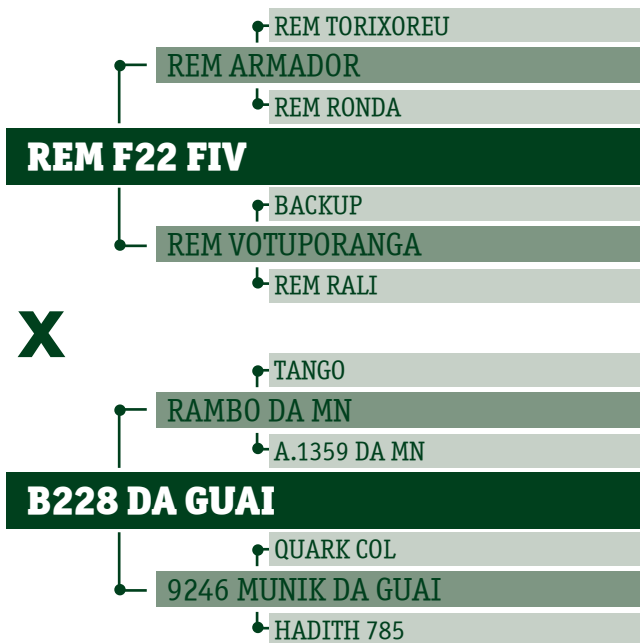 REM TORIXOREU
REM ARMADOR
REM RONDA
REM F22 FIV
BACKUP
REM VOTUPORANGA
REM RALI
X
TANGO
RAMBO DA MN
A.1359 DA MN
B228 DA GUAI
QUARK COL
9246 MUNIK DA GUAI
HADITH 785